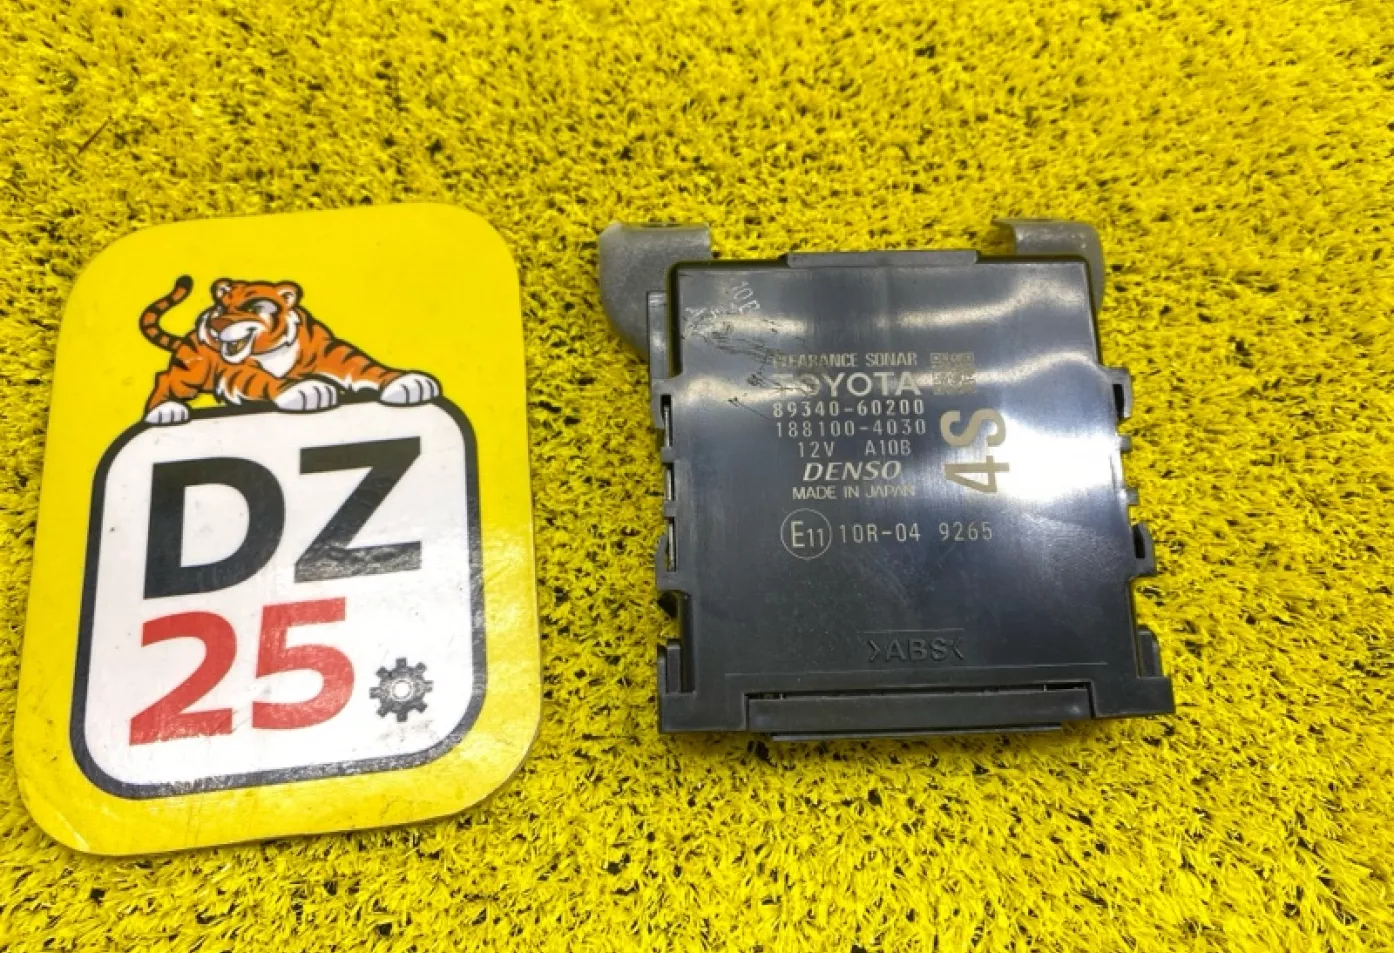 DZ
25
CLEARANCE SONAR
TOYOTA
89340-60200
188100-4030
12V A10B
DENSO
MADE IN JAPAN
4S
E11 10R-04 9265
>ABS<